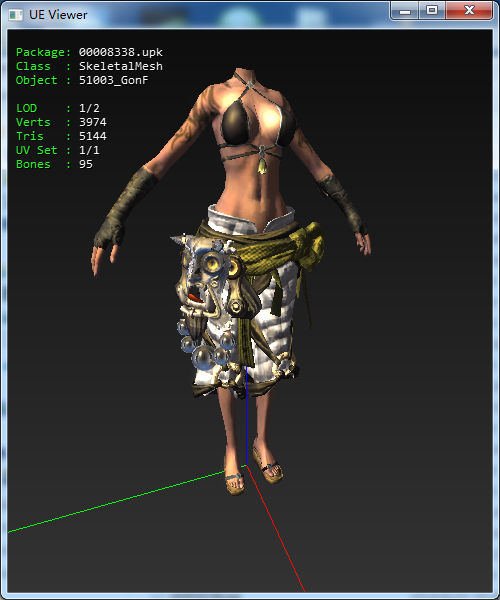 UE Viewer
Package: 00008338.upk
Class : SkeletalMesh
Object : 51003_GonF
LOD : 1/2
Verts : 3974
Tris : 5144
UV Set : 1/1
Bones : 95